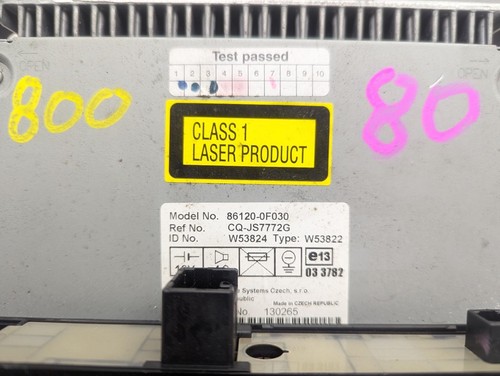 Test passed
1 2 3 4 5 6 7 8 9 10
OPEN
OPEN
800
80
CLASS 1
LASER PRODUCT
Model No. 86120-0F030
Ref No. CQ-JS7772G
ID No. W53824 Type: W53822
e13
03 3782
Systems Czech, s.r.o.
Made in CZECH REPUBLIC
No. 130265